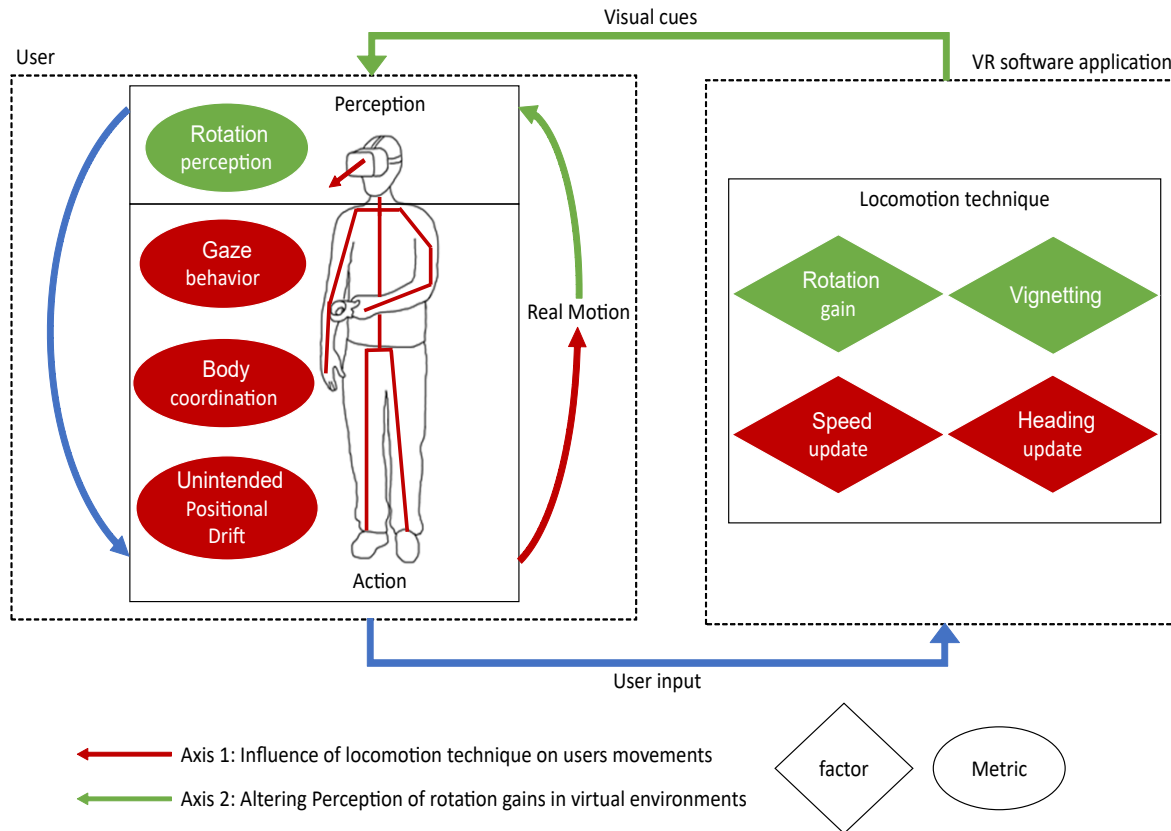 Visual cues
User
VR software application
Perception
Rotation
perception
Locomotion technique
Gaze
behavior
Rotation
gain
Vignetting
Real Motion
Body
coordination
Speed
update
Heading
update
Unintended
Positional
Drift
Action
User input
Axis 1: Influence of locomotion technique on users movements
Axis 2: Altering Perception of rotation gains in virtual environments
factor
Metric